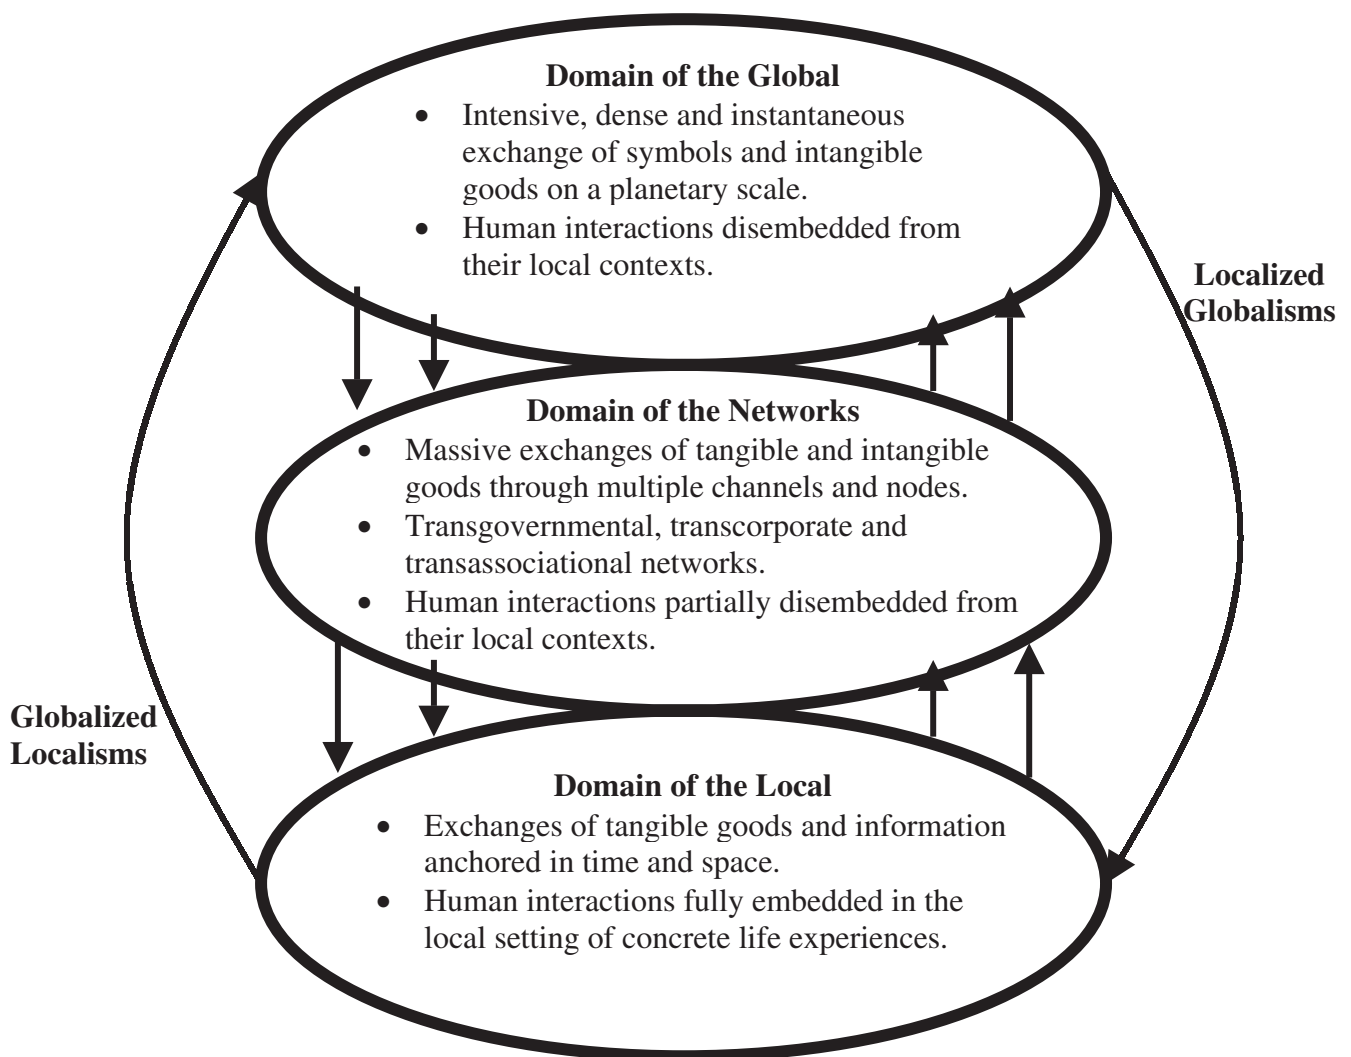 Domain of the Global
• Intensive, dense and instantaneous
exchange of symbols and intangible
goods on a planetary scale.
• Human interactions disembedded from
their local contexts.
Localized
Globalisms
Domain of the Networks
• Massive exchanges of tangible and intangible
goods through multiple channels and nodes.
• Transgovernmental, transcorporate and
transassociational networks.
• Human interactions partially disembedded from
their local contexts.
Globalized
Localisms
Domain of the Local
• Exchanges of tangible goods and information
anchored in time and space.
• Human interactions fully embedded in the
local setting of concrete life experiences.